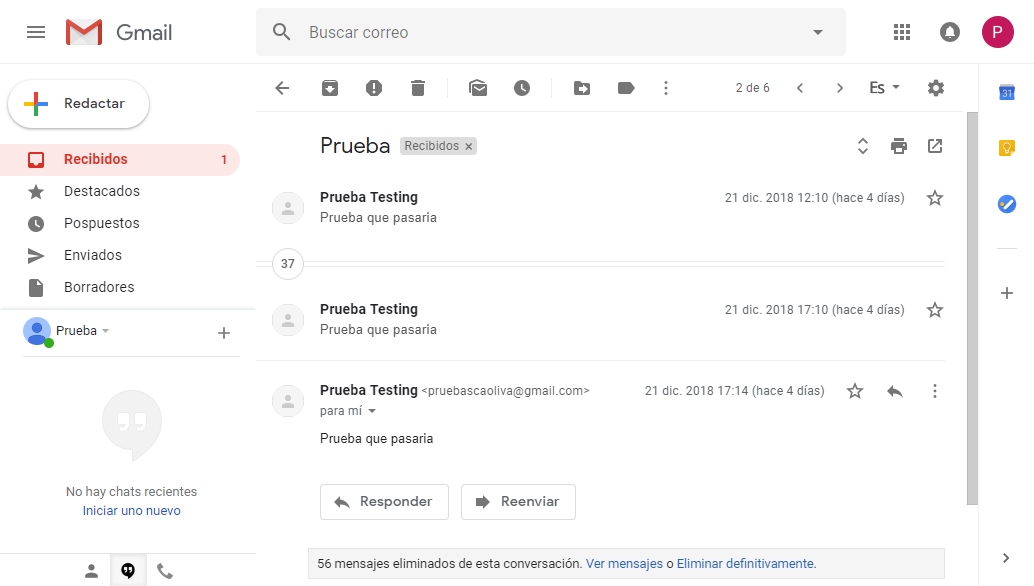 Gmail
Buscar correo
P
Redactar
2 de 6
Es
31
Recibidos 1
Destacados
Pospuestos
Enviados
Borradores
Prueba
No hay chats recientes
Iniciar uno nuevo
Prueba Recibidos ×
Prueba Testing 21 dic. 2018 12:10 (hace 4 días)
Prueba que pasaria
37
Prueba Testing 21 dic. 2018 17:10 (hace 4 días)
Prueba que pasaria
Prueba Testing <pruebascaoliva@gmail.com> 21 dic. 2018 17:14 (hace 4 días)
para mí
Prueba que pasaria
Responder Reenviar
56 mensajes eliminados de esta conversación. Ver mensajes o Eliminar definitivamente.